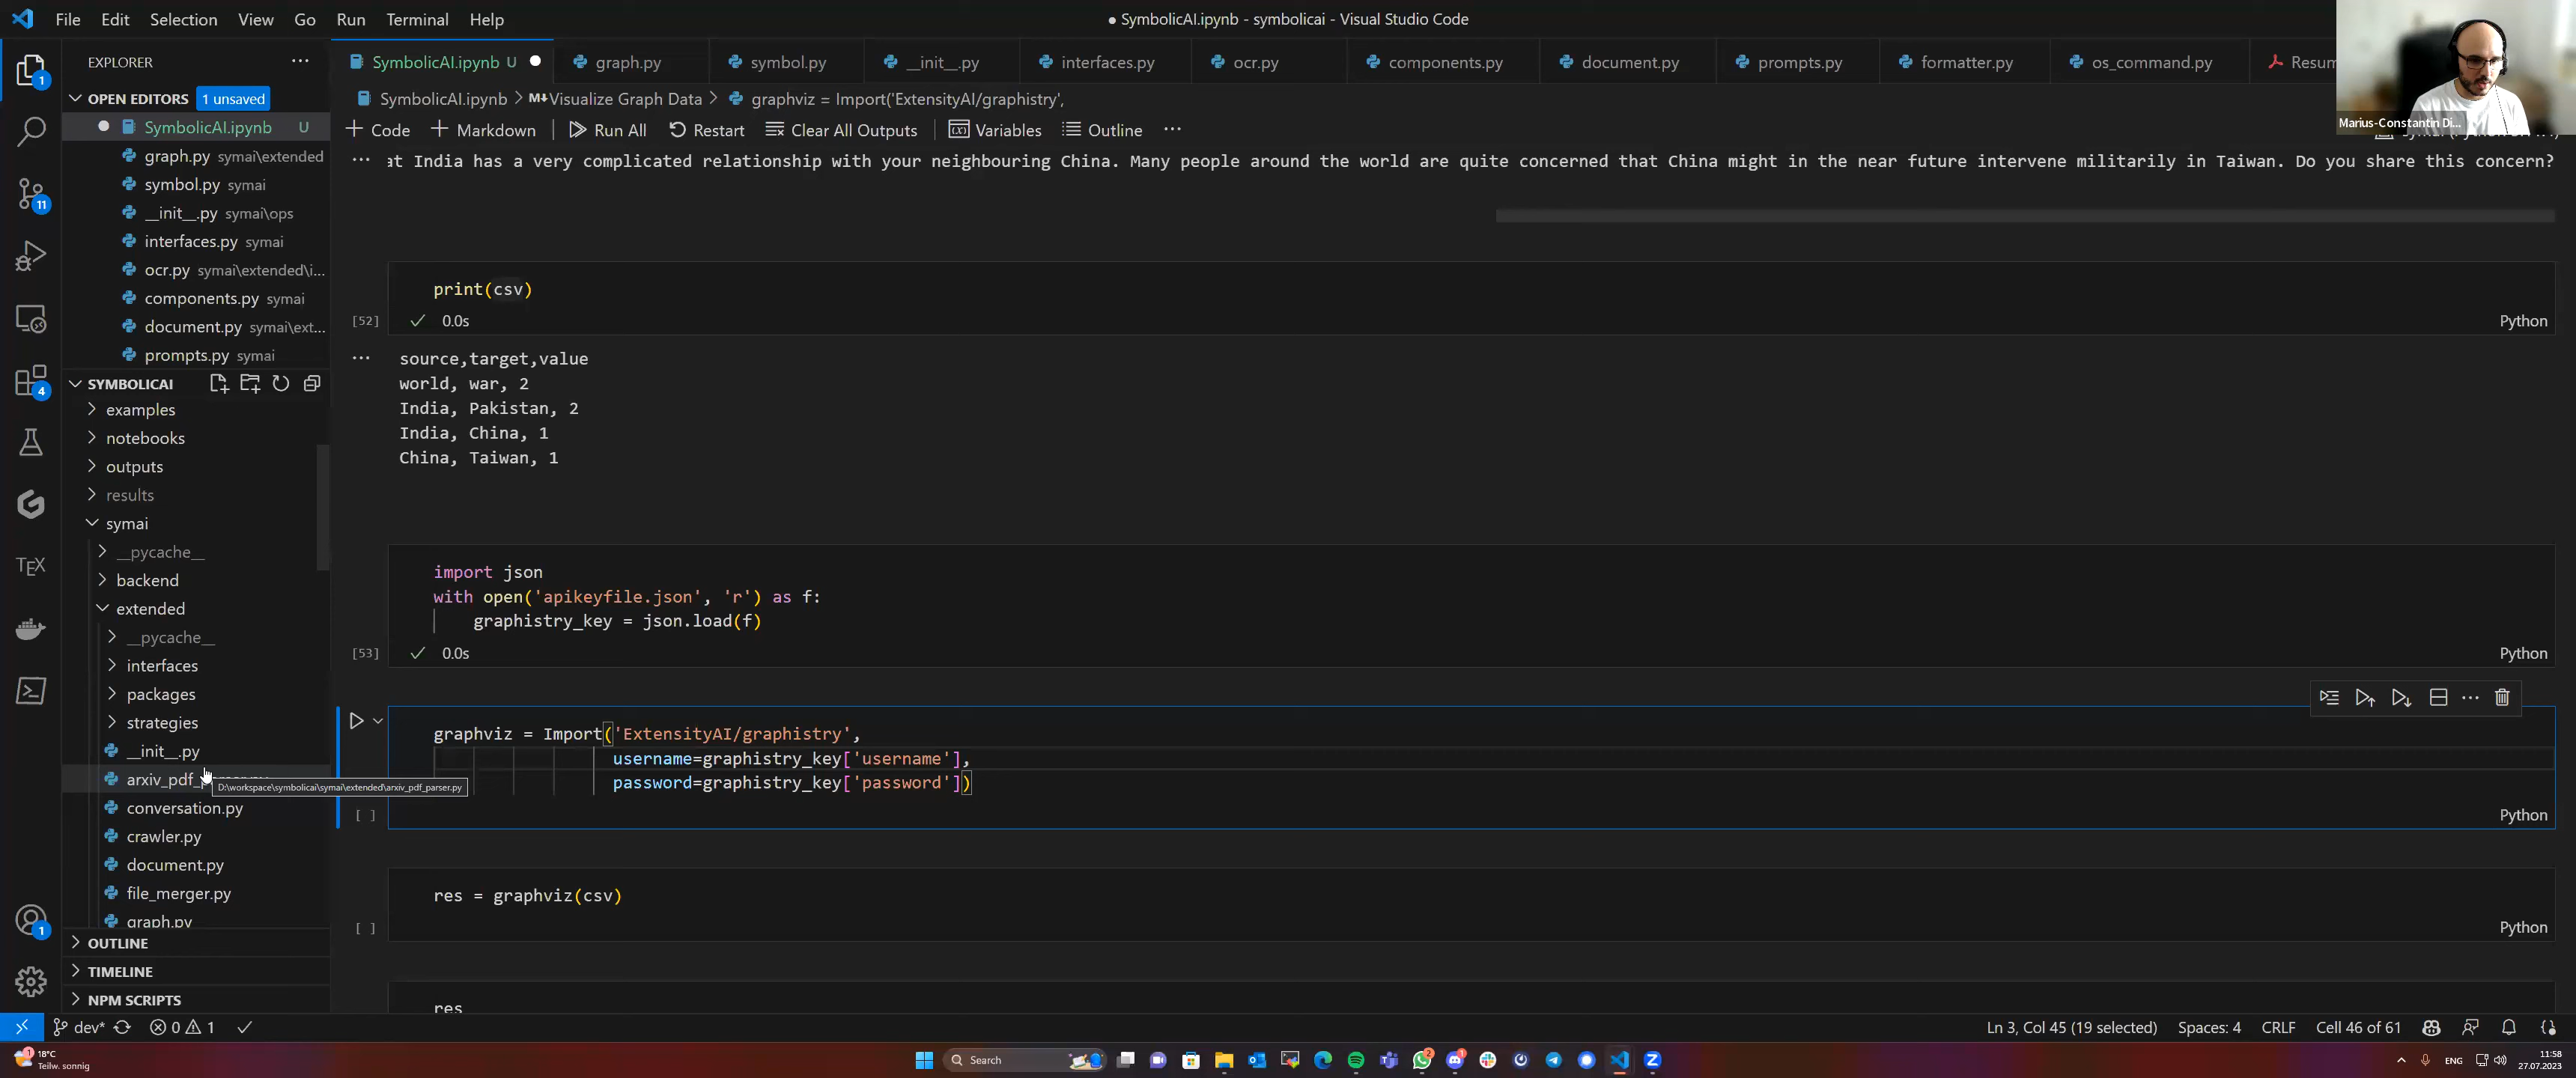 File Edit Selection View Go Run Terminal Help
● SymbolicAI.ipynb - symbolicai - Visual Studio Code
EXPLORER
OPEN EDITORS 1 unsaved
SymbolicAI.ipynb U
graph.py symai\extended
symbol.py symai
__init__.py symai\ops
interfaces.py symai
ocr.py symai\extended\i...
components.py symai
document.py symai\ext...
prompts.py symai
SYMBOLICAI
examples
notebooks
outputs
results
symai
__pycache__
backend
extended
__pycache__
interfaces
packages
strategies
__init__.py
arxiv_pdf_
D:\workspace\symbolicai\symai\extended\arxiv_pdf_parser.py
conversation.py
crawler.py
document.py
file_merger.py
graph.py
OUTLINE
TIMELINE
NPM SCRIPTS
1
11
4
TEX
1
SymbolicAI.ipynb U graph.py symbol.py __init__.py interfaces.py ocr.py components.py document.py prompts.py formatter.py os_command.py Resum
SymbolicAI.ipynb > M↓Visualize Graph Data > graphviz = Import('ExtensityAI/graphistry',
+ Code + Markdown Run All Restart Clear All Outputs Variables Outline ...
Marius-Constantin Di...
... at India has a very complicated relationship with your neighbouring China. Many people around the world are quite concerned that China might in the near future intervene militarily in Taiwan. Do you share this concern?
print(csv)
[52] 0.0s Python
... source,target,value
world, war, 2
India, Pakistan, 2
India, China, 1
China, Taiwan, 1
import json
with open('apikeyfile.json', 'r') as f:
graphistry_key = json.load(f)
[53] 0.0s Python
graphviz = Import('ExtensityAI/graphistry',
username=graphistry_key['username'],
password=graphistry_key['password'])
[ ] Python
res = graphviz(csv)
[ ] Python
res
dev* 0 1
Ln 3, Col 45 (19 selected) Spaces: 4 CRLF Cell 46 of 61
18°C
Teilw. sonnig
Search
ENG
11:58
27.07.2023